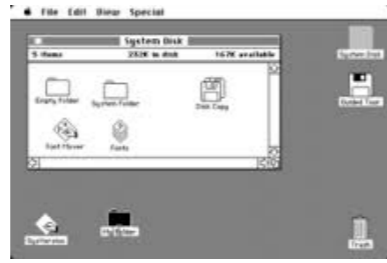 File Edit View Special
System Disk
5 items 232K in disk 167K available
Empty Folder
System Folder
Disk Copy
Font Mover
Fonts
System Disk
Guided Tour
My Folder
Trash